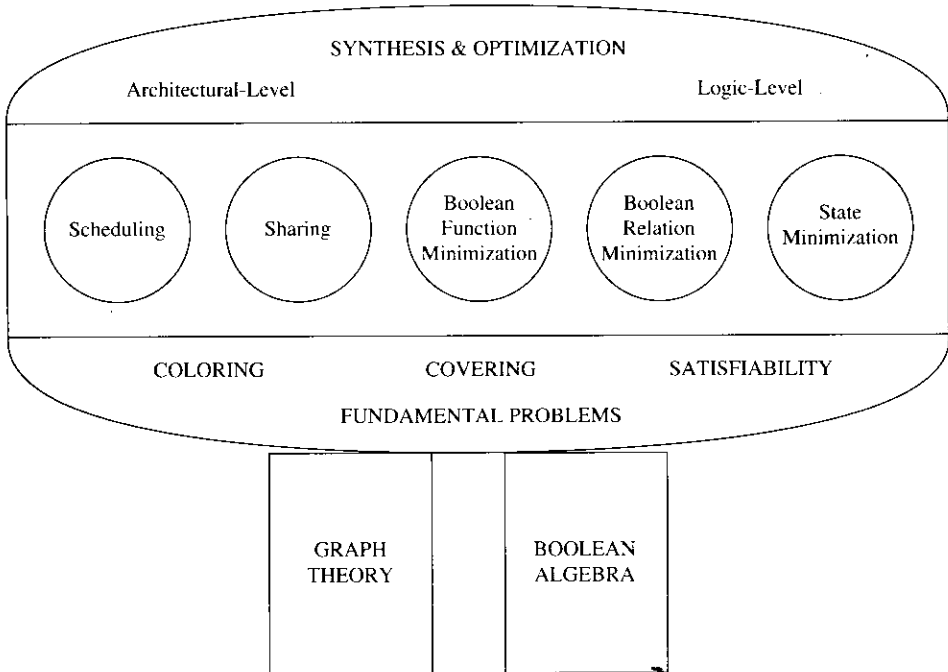 SYNTHESIS & OPTIMIZATION
Architectural-Level
Logic-Level
Scheduling
Sharing
Boolean
Function
Minimization
Boolean
Relation
Minimization
State
Minimization
COLORING
COVERING
SATISFIABILITY
FUNDAMENTAL PROBLEMS
GRAPH
THEORY
BOOLEAN
ALGEBRA